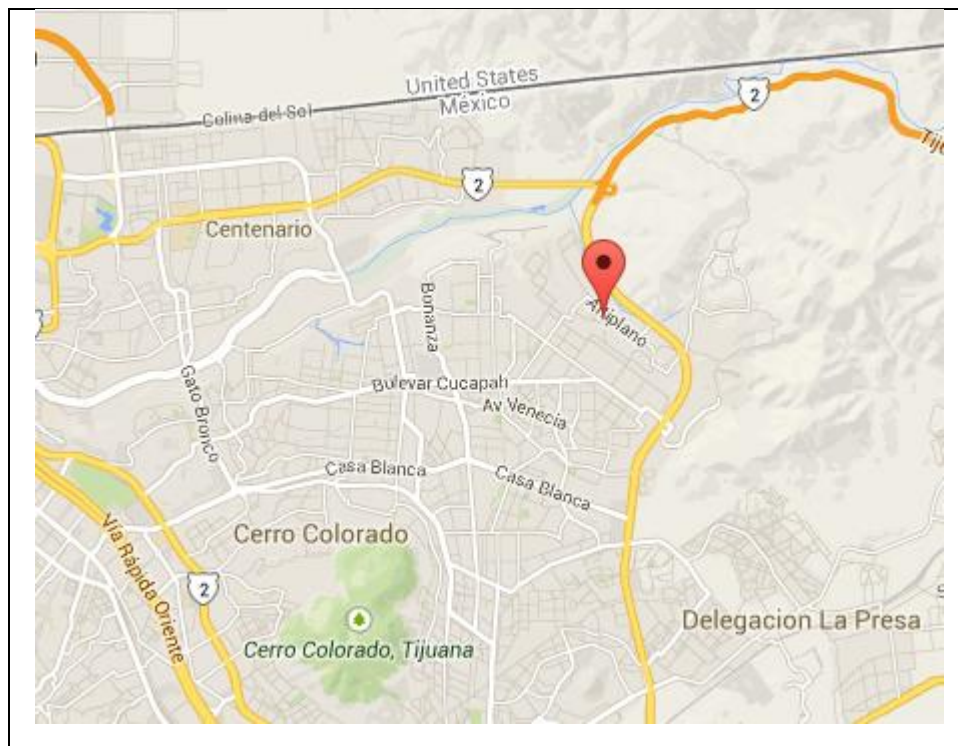 United States
México
2
Colina del Sol
2
Centenario
Bonanza
Altiplano
Gato Bronco
Bulevar Cucapah
Av Venecia
Casa Blanca
Casa Blanca
Cerro Colorado
Vía Rápida Oriente
2
Delegacion La Presa
Cerro Colorado, Tijuana